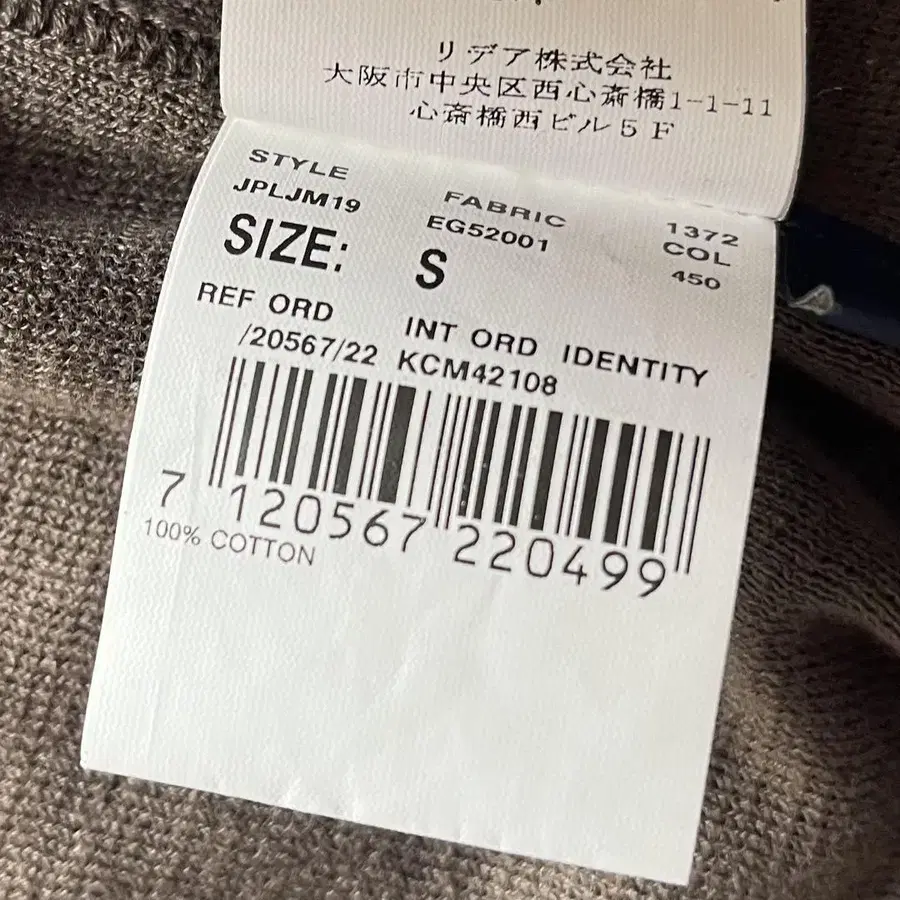 リデア株式会社
大阪市中央区西心斎橋1-1-11
心斎橋西ビル5F
STYLE FABRIC 1372
JPLJM19 EG52001 COL
SIZE: S 450
REF ORD INT ORD IDENTITY
/20567/22 KCM42108
7 120567 220499
100% COTTON